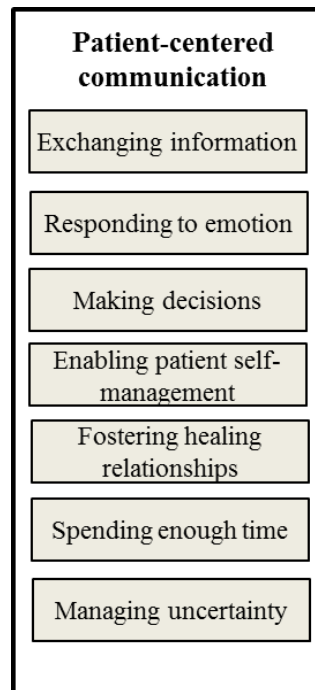 Patient-centered
communication
Exchanging information
Responding to emotion
Making decisions
Enabling patient self-
management
Fostering healing
relationships
Spending enough time
Managing uncertainty